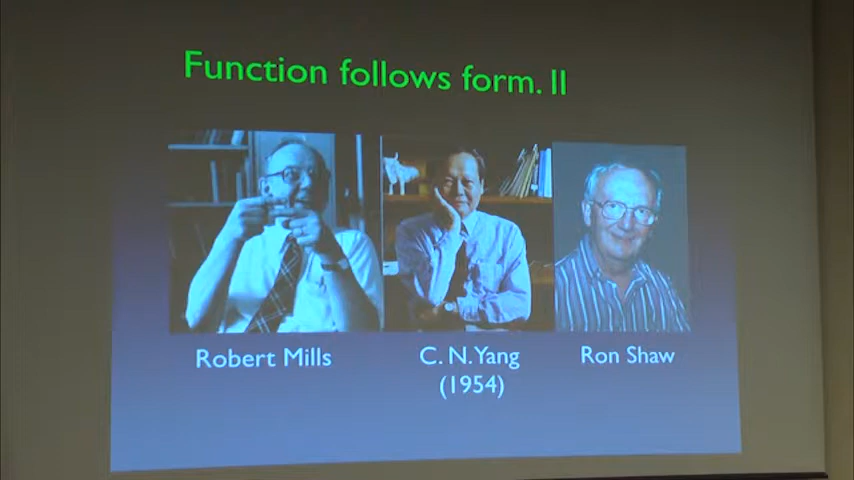 Function follows form. II
Robert Mills
C. N. Yang
(1954)
Ron Shaw